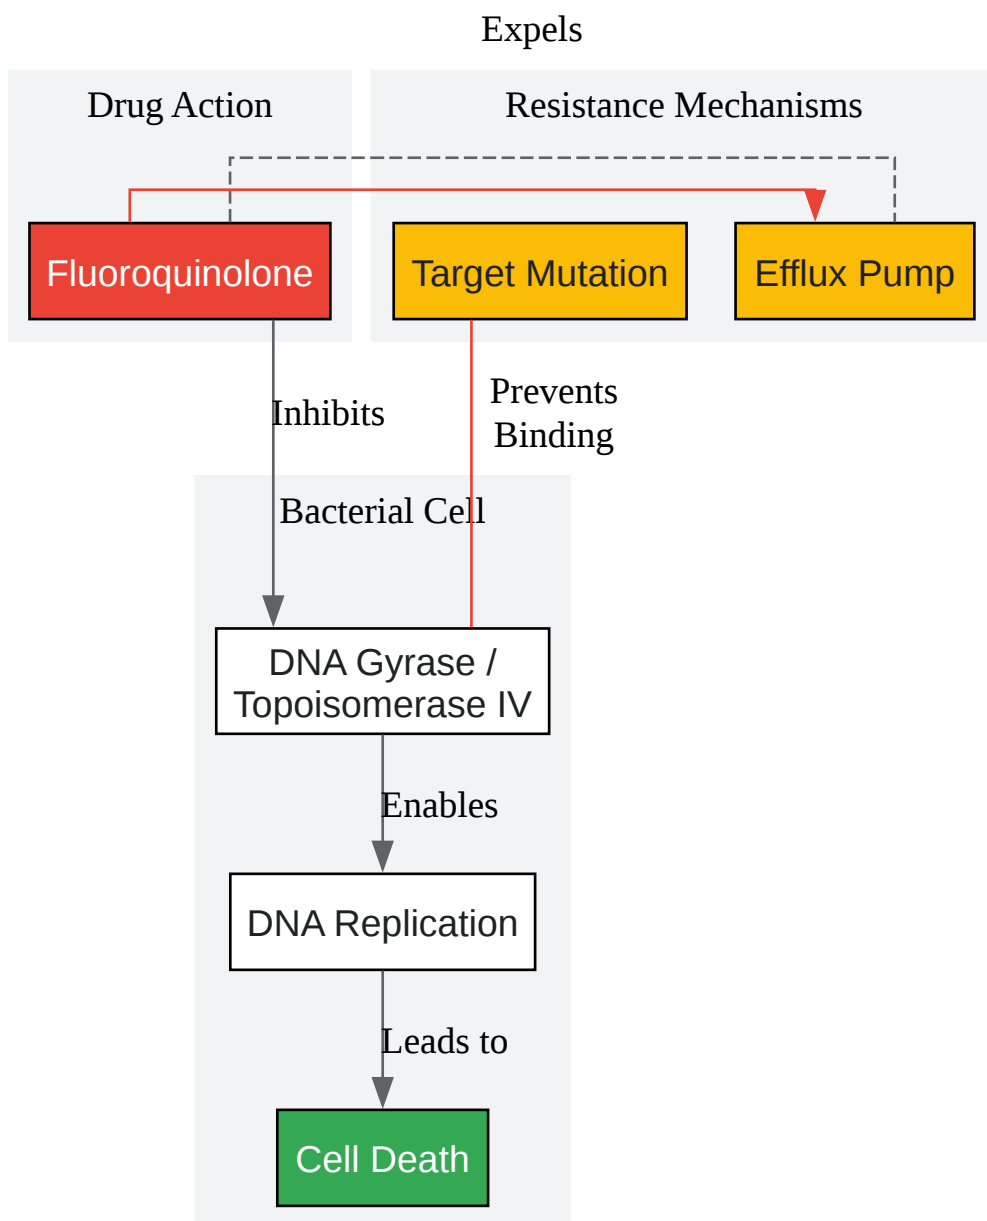 Expels
Drug Action
Resistance Mechanisms
Fluoroquinolone
Target Mutation
Efflux Pump
Inhibits
Prevents
Binding
Bacterial Cell
DNA Gyrase /
Topoisomerase IV
Enables
DNA Replication
Leads to
Cell Death